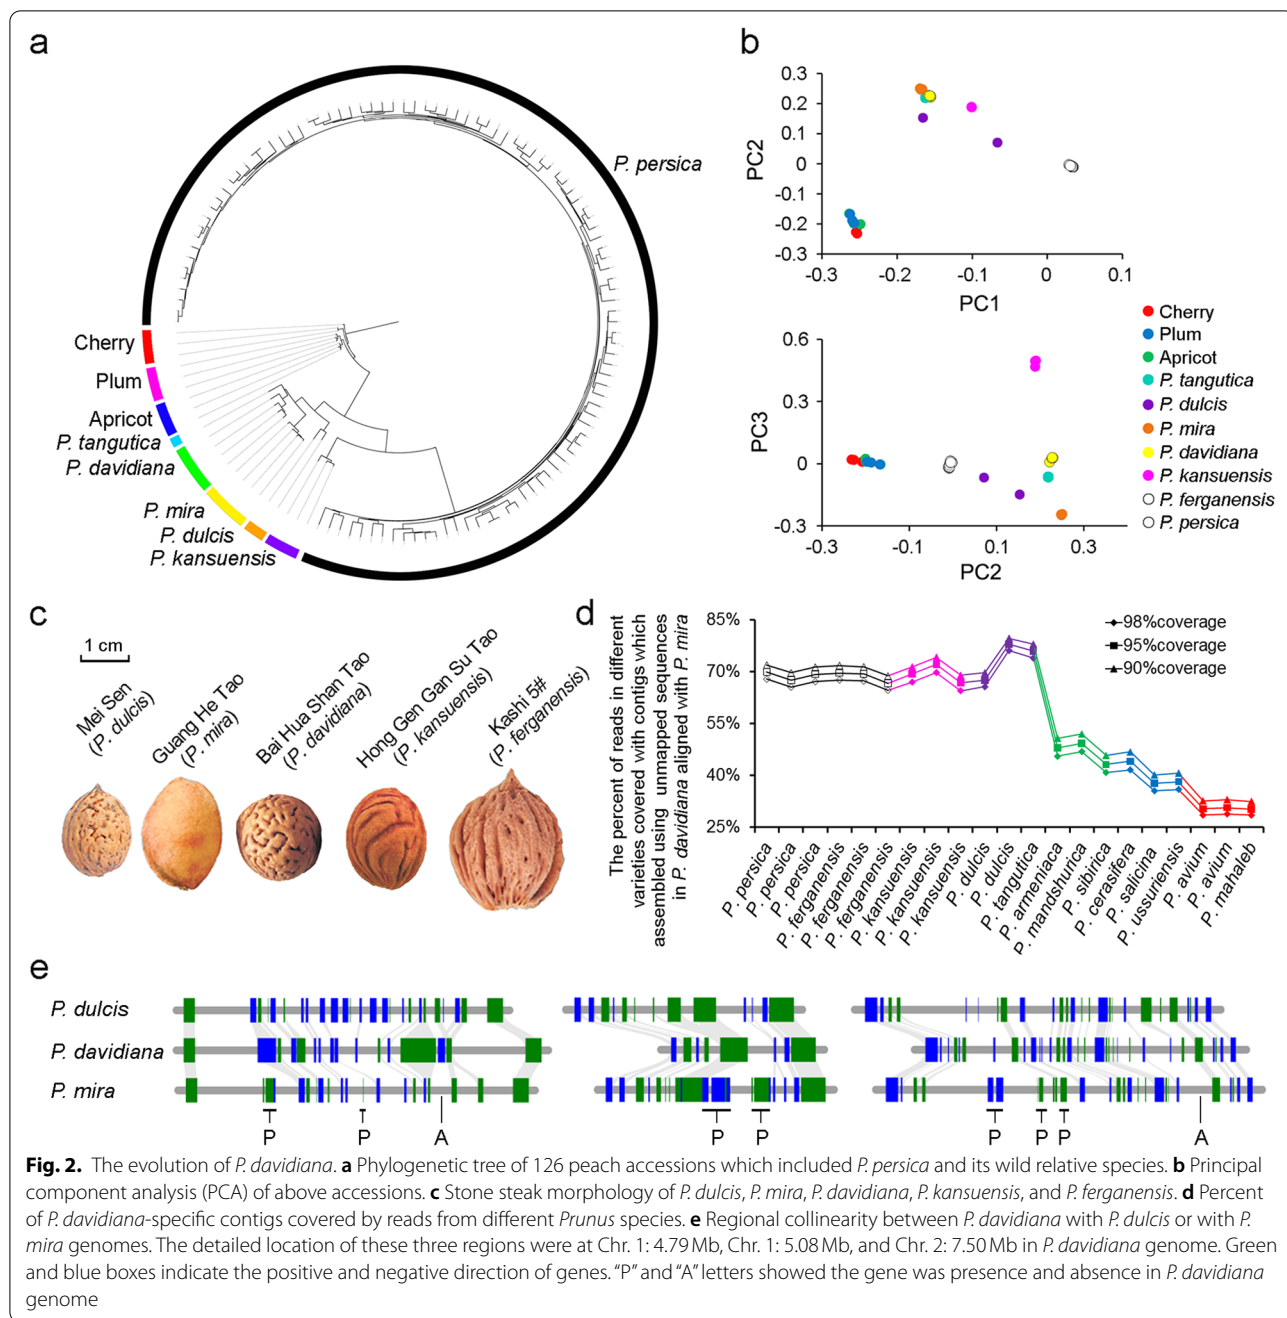 a
P. persica
Cherry
Plum
Apricot
P. tangutica
P. davidiana
P. mira
P. dulcis
P. kansuensis
b
PC2
0.3
0.2
0.1
0
-0.1
-0.2
-0.3
-0.3
-0.2
-0.1
0
0.1
PC1
PC3
0.6
0.3
0
-0.3
-0.3
-0.1
0.1
0.3
PC2
Cherry
Plum
Apricot
P. tangutica
P. dulcis
P. mira
P. davidiana
P. kansuensis
P. ferganensis
P. persica
c
1 cm
Mei Sen
(P. dulcis)
Guang He Tao
(P. mira)
Bai Hua Shan Tao
(P. davidiana)
Hong Gen Gan Su Tao
(P. kansuensis)
Kashi 5#
(P. ferganensis)
d
The percent of reads in different
varieties covered with contigs which
assembled using unmapped sequences
in P. davidiana aligned with P. mira
85%
70%
55%
40%
25%
98%coverage
95%coverage
90%coverage
P. persica
P. persica
P. persica
P. ferganensis
P. ferganensis
P. ferganensis
P. kansuensis
P. kansuensis
P. kansuensis
P. dulcis
P. dulcis
P. tangutica
P. armeniaca
P. mandshurica
P. sibirica
P. cerasifera
P. salicina
P. ussuriensis
P. avium
P. avium
P. mahaleb
e
P. dulcis
P. davidiana
P. mira
P
P
A
P
P
P
P
P
A
Fig. 2. The evolution of P. davidiana. a Phylogenetic tree of 126 peach accessions which included P. persica and its wild relative species. b Principal
component analysis (PCA) of above accessions. c Stone steak morphology of P. dulcis, P. mira, P. davidiana, P. kansuensis, and P. ferganensis. d Percent
of P. davidiana-specific contigs covered by reads from different Prunus species. e Regional collinearity between P. davidiana with P. dulcis or with P.
mira genomes. The detailed location of these three regions were at Chr. 1: 4.79 Mb, Chr. 1: 5.08 Mb, and Chr. 2: 7.50 Mb in P. davidiana genome. Green
and blue boxes indicate the positive and negative direction of genes. “P” and “A” letters showed the gene was presence and absence in P. davidiana
genome